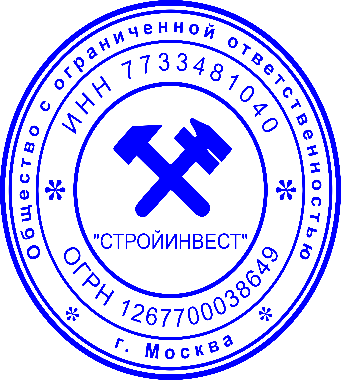 Общество с ограниченной ответственностью
ИНН 7733481040
"СТРОЙИНВЕСТ"
ОГРН 1267700038649
г. Москва